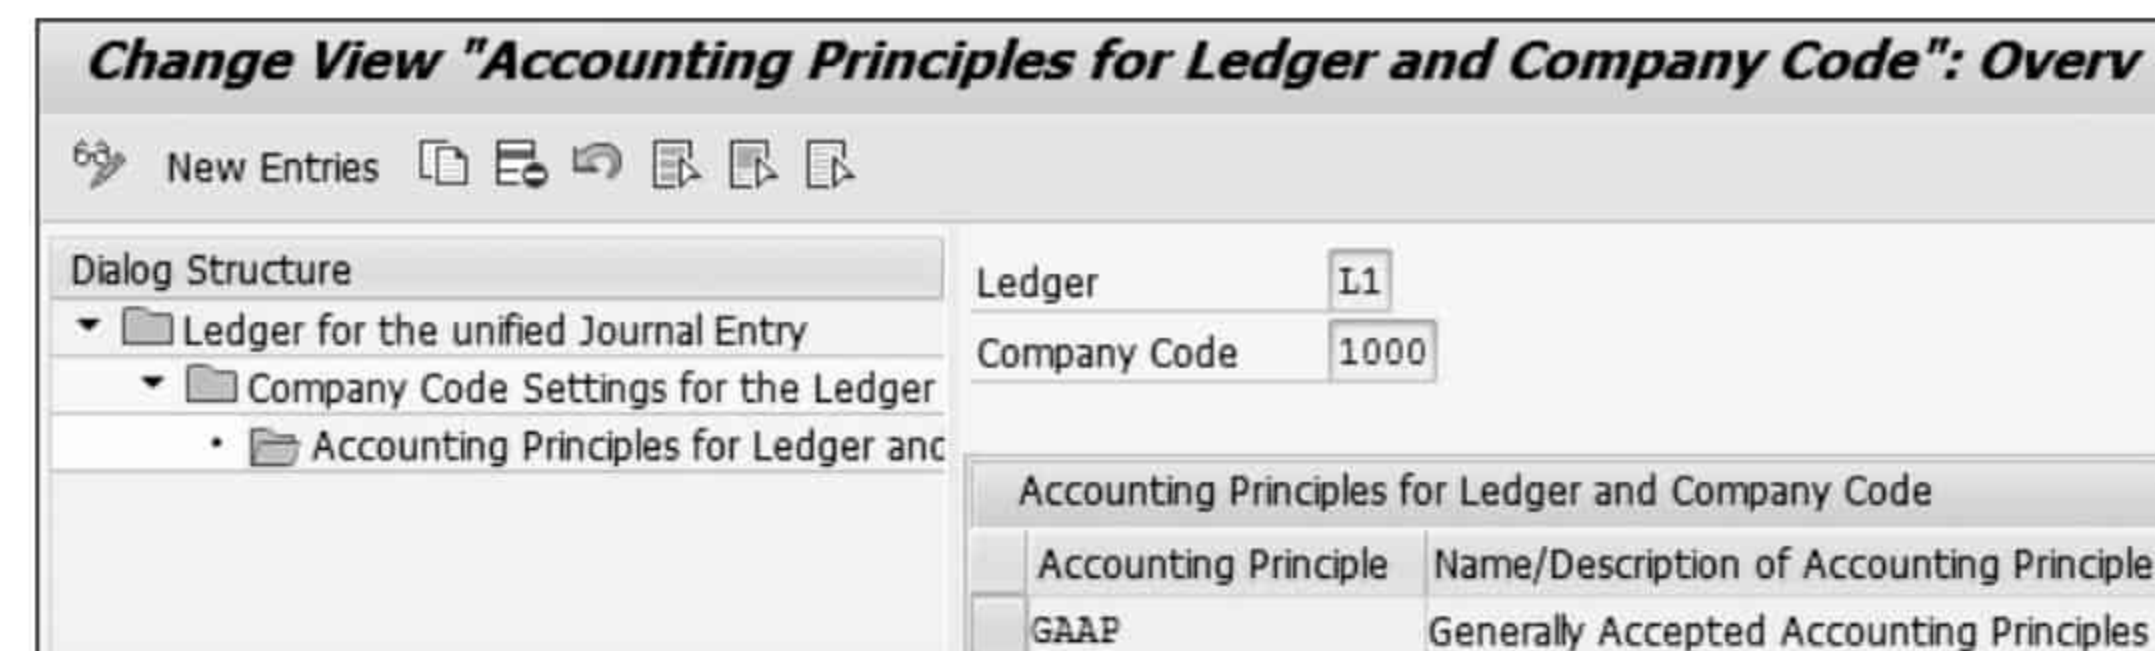 Change View "Accounting Principles for Ledger and Company Code": Overv
New Entries
Dialog Structure
Ledger for the unified Journal Entry
Company Code Settings for the Ledger
Accounting Principles for Ledger and
Ledger L1
Company Code 1000
Accounting Principles for Ledger and Company Code
Accounting Principle Name/Description of Accounting Principle
GAAP Generally Accepted Accounting Principles